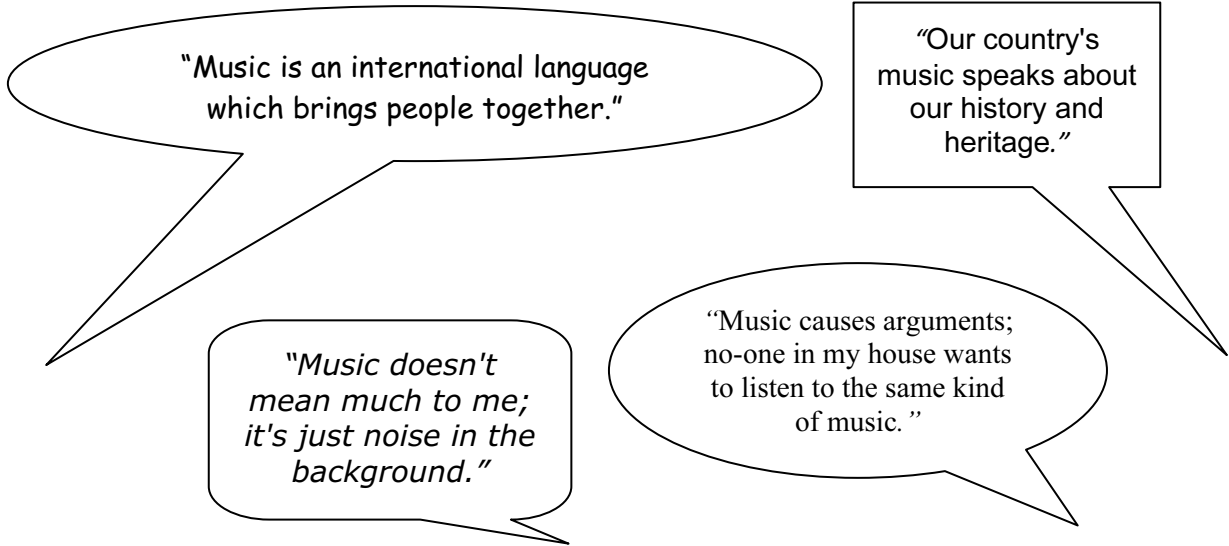 "Music is an international language
which brings people together."
"Our country's
music speaks about
our history and
heritage."
"Music doesn't
mean much to me;
it's just noise in the
background."
"Music causes arguments;
no-one in my house wants
to listen to the same kind
of music."